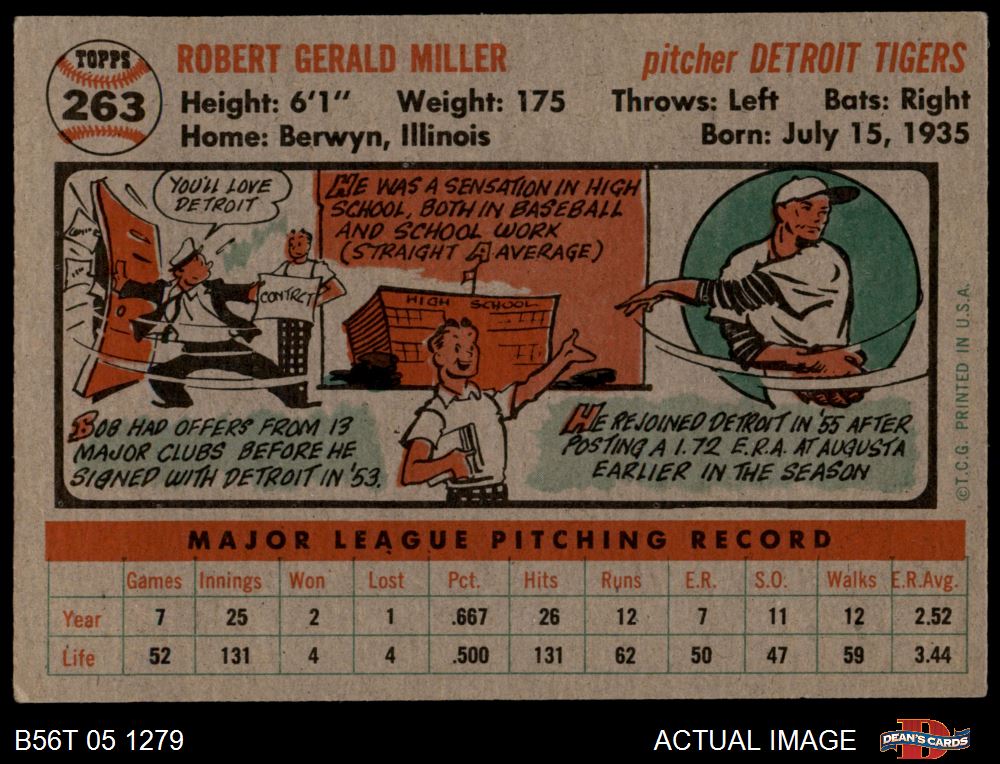 TOPPS
263
ROBERT GERALD MILLER
pitcher DETROIT TIGERS
Height: 6'1"  Weight: 175  Throws: Left  Bats: Right
Home: Berwyn, Illinois  Born: July 15, 1935
YOU'LL LOVE
DETROIT
CONTRCT
BOB HAD OFFERS FROM 13
MAJOR CLUBS BEFORE HE
SIGNED WITH DETROIT IN '53.
HE WAS A SENSATION IN HIGH
SCHOOL, BOTH IN BASEBALL
AND SCHOOL WORK
(STRAIGHT A AVERAGE)
HIGH SCHOOL
HE REJOINED DETROIT IN '55 AFTER
POSTING A 1.72 E.R.A. AT AUGUSTA
EARLIER IN THE SEASON
©T.C.G. PRINTED IN U.S.A.
MAJOR LEAGUE PITCHING RECORD
Games Innings Won Lost Pct. Hits Runs E.R. S.O. Walks E.R.Avg.
Year 7 25 2 1 .667 26 12 7 11 12 2.52
Life 52 131 4 4 .500 131 62 50 47 59 3.44
B56T 05 1279
ACTUAL IMAGE
DEAN'S CARDS